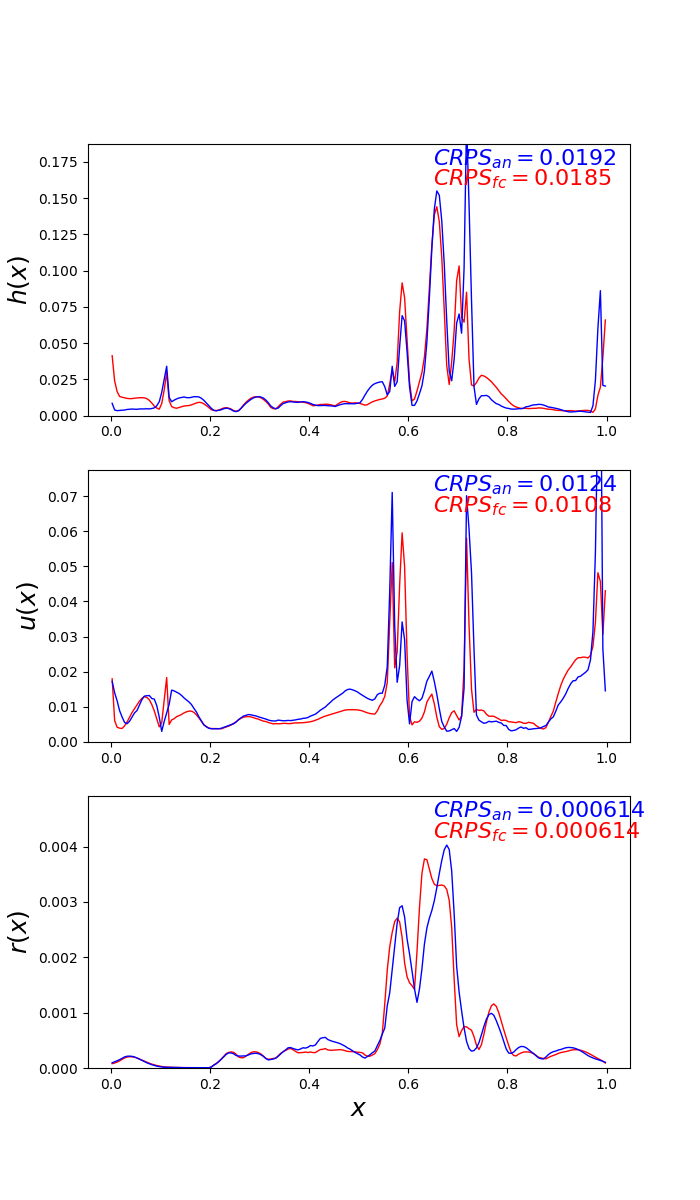 CRPS_an = 0.0192
CRPS_fc = 0.0185
h(x)
0.175
0.150
0.125
0.100
0.075
0.050
0.025
0.000
0.0 0.2 0.4 0.6 0.8 1.0
CRPS_an = 0.0124
CRPS_fc = 0.0108
u(x)
0.07
0.06
0.05
0.04
0.03
0.02
0.01
0.00
0.0 0.2 0.4 0.6 0.8 1.0
CRPS_an = 0.000614
CRPS_fc = 0.000614
r(x)
0.004
0.003
0.002
0.001
0.000
0.0 0.2 0.4 0.6 0.8 1.0
x